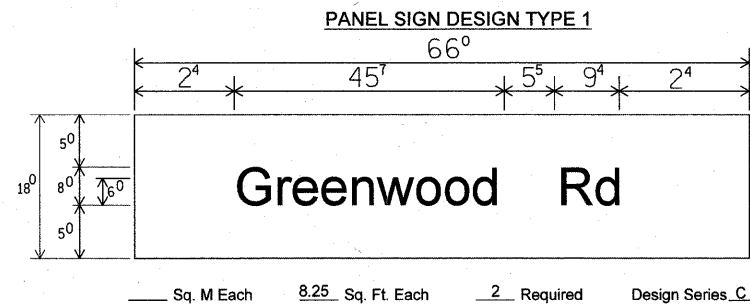 PANEL SIGN DESIGN TYPE 1
66⁰
2⁴ 45⁷ 5⁵ 9⁴ 2⁴
5⁰
18⁰ 8⁰ 6⁰ Greenwood Rd
5⁰
____ Sq. M Each 8.25 Sq. Ft. Each 2 Required Design Series C